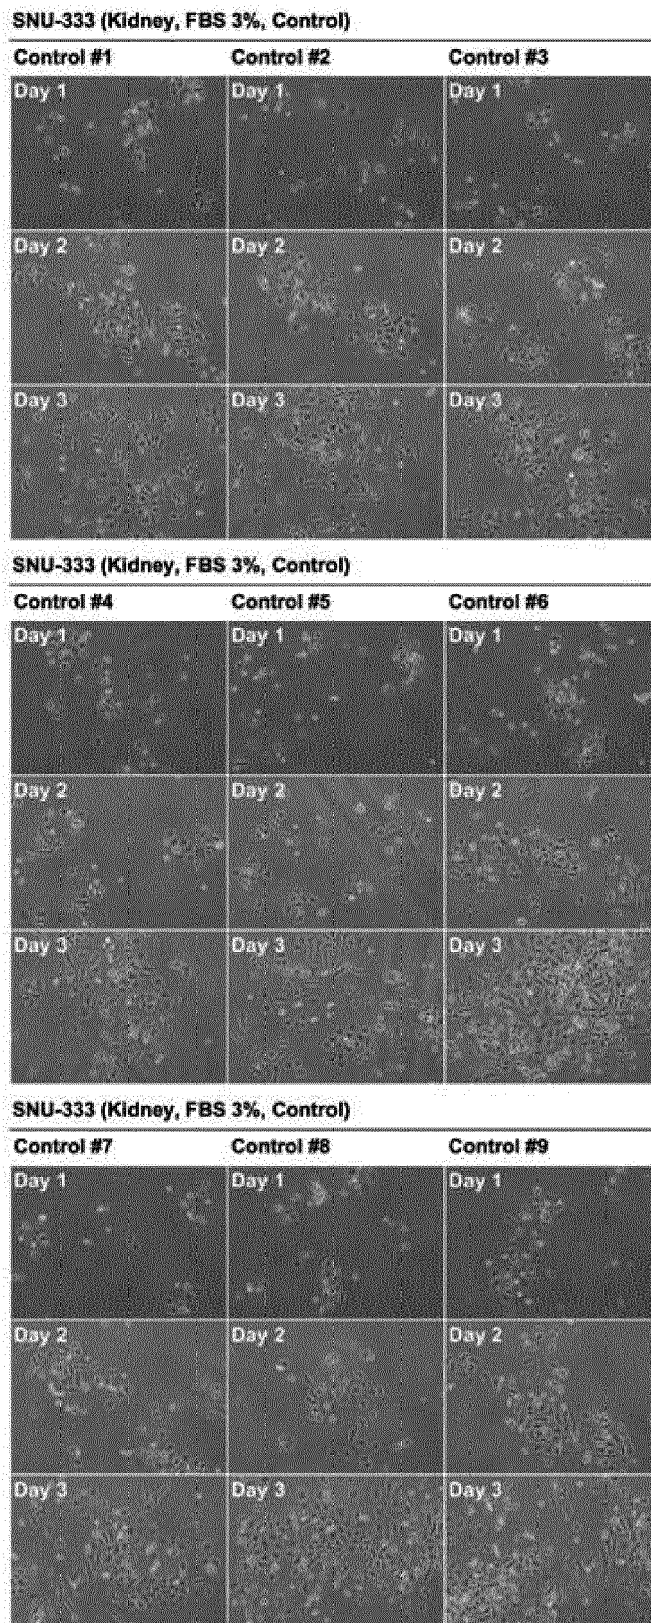 SNU-333 (Kidney, FBS 3%, Control)
Control #1 Control #2 Control #3
Day 1 Day 1 Day 1
Day 2 Day 2 Day 2
Day 3 Day 3 Day 3
SNU-333 (Kidney, FBS 3%, Control)
Control #4 Control #5 Control #6
Day 1 Day 1 Day 1
Day 2 Day 2 Day 2
Day 3 Day 3 Day 3
SNU-333 (Kidney, FBS 3%, Control)
Control #7 Control #8 Control #9
Day 1 Day 1 Day 1
Day 2 Day 2 Day 2
Day 3 Day 3 Day 3